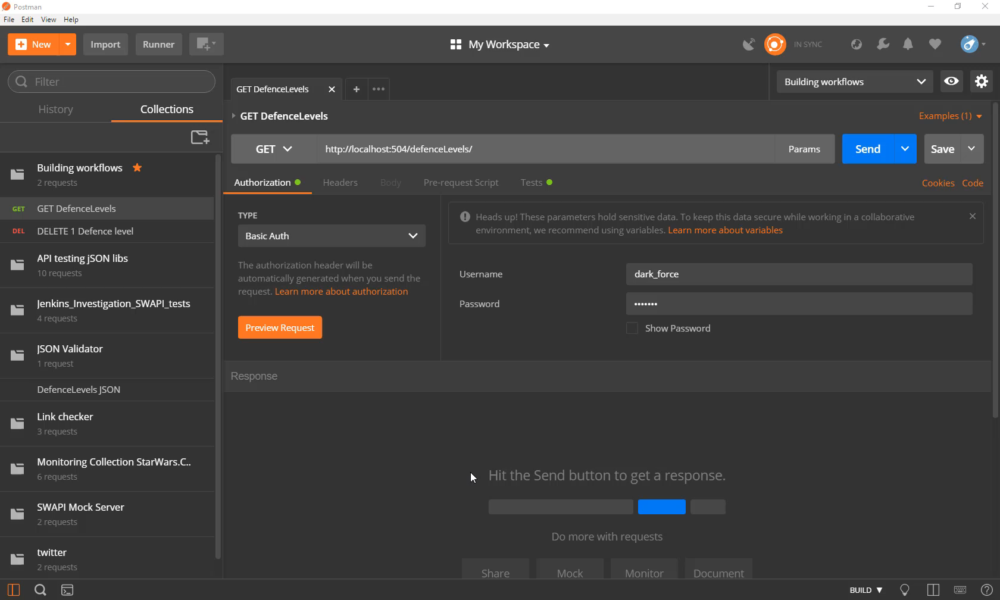 Postman
File Edit View Help
New
Import
Runner
My Workspace
IN SYNC
Filter
History
Collections
Building workflows
2 requests
GET GET DefenceLevels
DEL DELETE 1 Defence level
API testing jSON libs
10 requests
Jenkins_Investigation_SWAPI_tests
4 requests
JSON Validator
1 request
DefenceLevels JSON
Link checker
3 requests
Monitoring Collection StarWars.C..
6 requests
SWAPI Mock Server
2 requests
twitter
2 requests
GET DefenceLevels
Building workflows
GET DefenceLevels
Examples (1)
GET
http://localhost:504/defenceLevels/
Params
Send
Save
Authorization
Headers
Body
Pre-request Script
Tests
Cookies
Code
TYPE
Basic Auth
The authorization header will be
automatically generated when you send the
request. Learn more about authorization
Preview Request
Heads up! These parameters hold sensitive data. To keep this data secure while working in a collaborative
environment, we recommend using variables. Learn more about variables
Username
dark_force
Password
•••••••
Show Password
Response
Hit the Send button to get a response.
Do more with requests
Share
Mock
Monitor
Document
BUILD